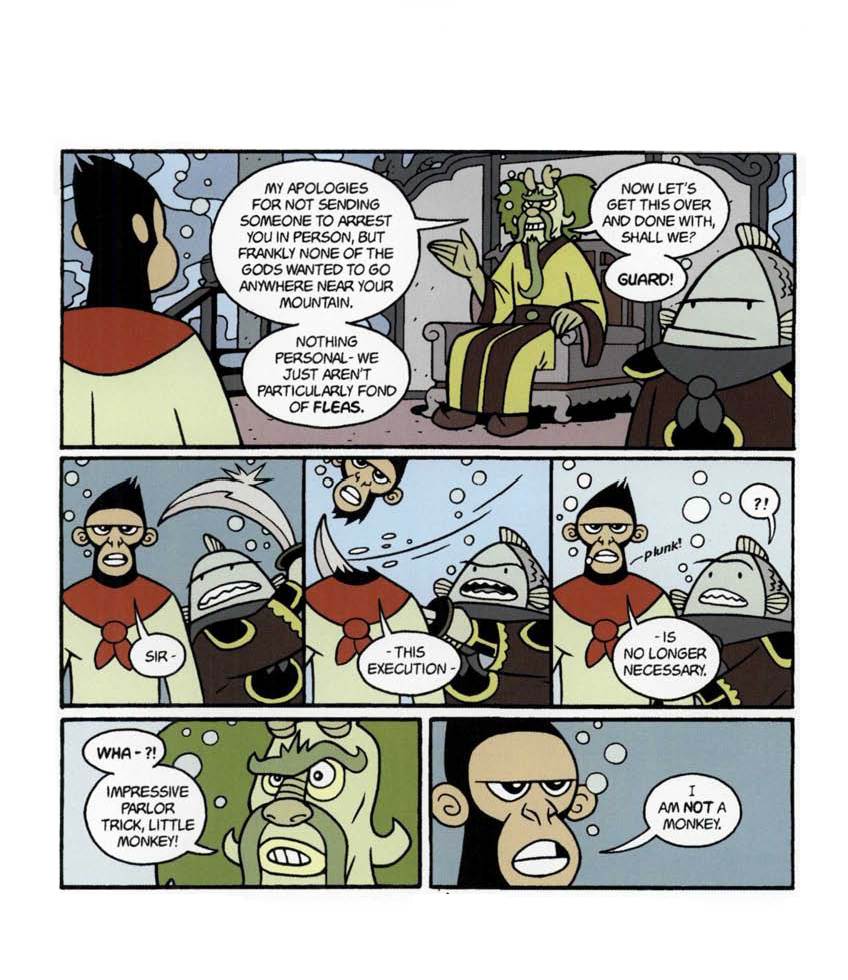 MY APOLOGIES
FOR NOT SENDING
SOMEONE TO ARREST
YOU IN PERSON, BUT
FRANKLY NONE OF THE
GODS WANTED TO GO
ANYWHERE NEAR YOUR
MOUNTAIN.
NOTHING
PERSONAL - WE
JUST AREN'T
PARTICULARLY FOND
OF FLEAS.
NOW LET'S
GET THIS OVER
AND DONE WITH,
SHALL WE?
GUARD!
SIR -
- THIS
EXECUTION -
?!
plunk!
- IS
NO LONGER
NECESSARY.
WHA - ?!
IMPRESSIVE
PARLOR
TRICK, LITTLE
MONKEY!
I
AM NOT A
MONKEY.